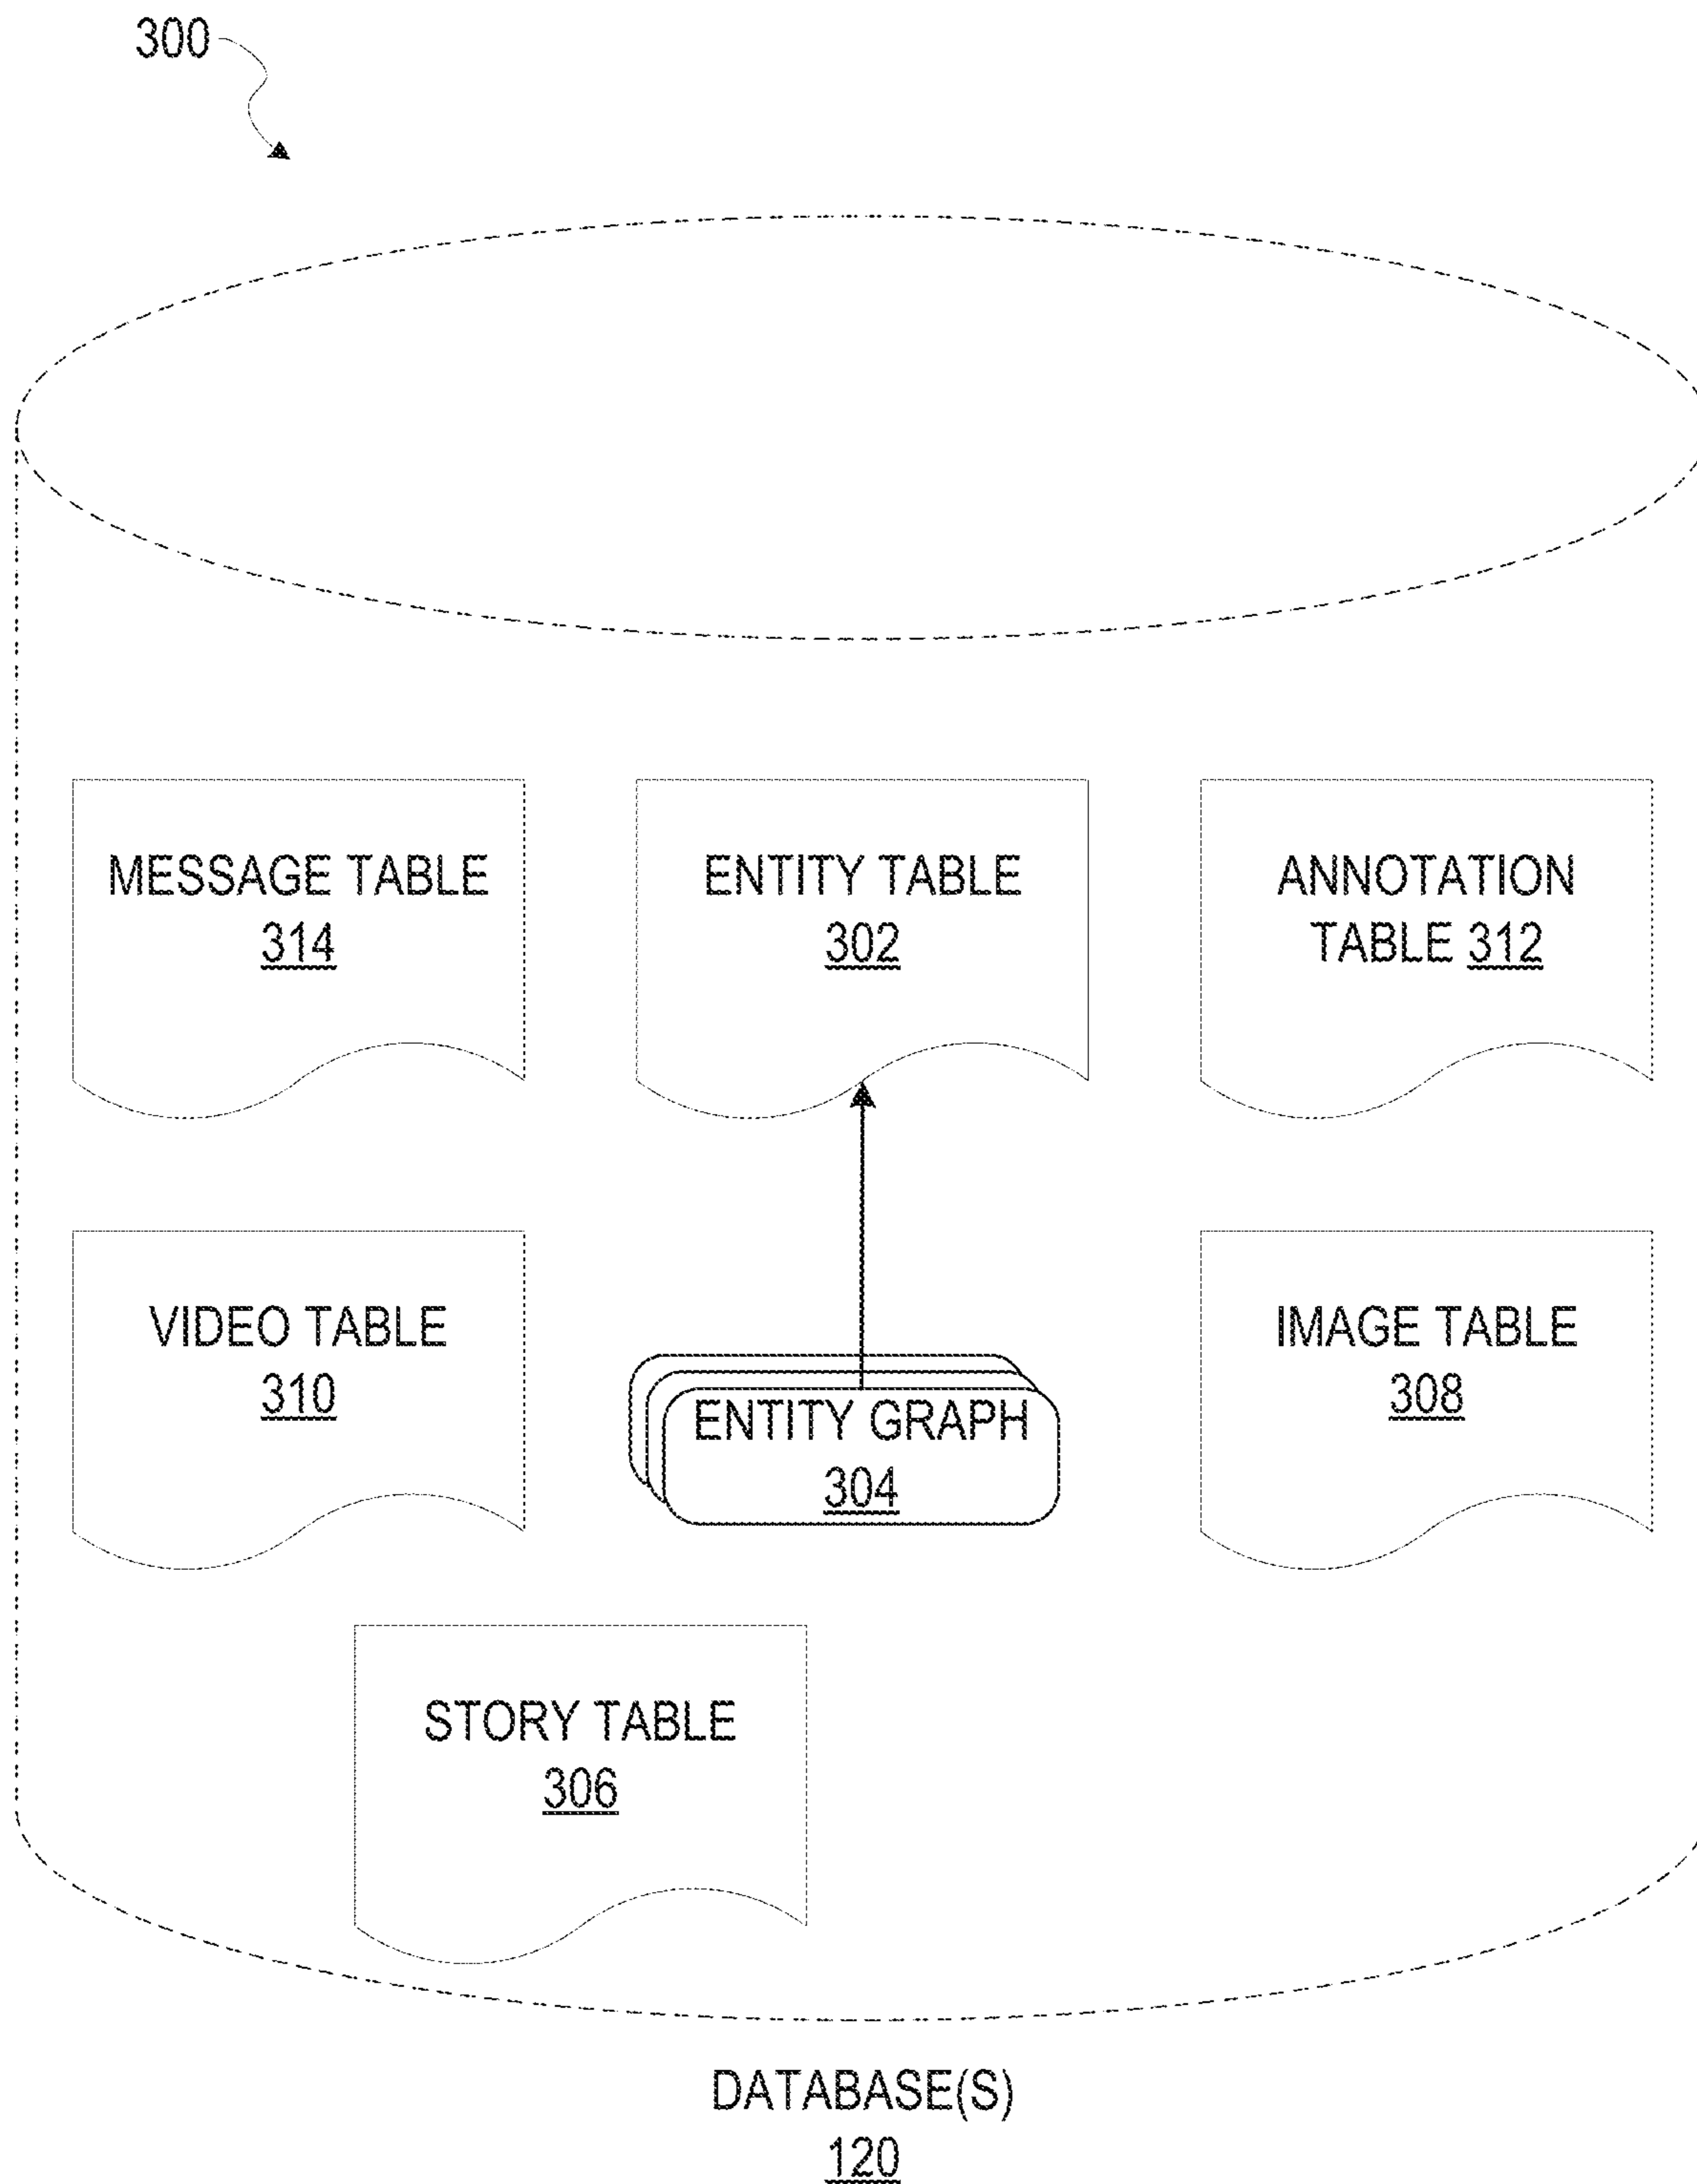 300
MESSAGE TABLE
314
ENTITY TABLE
302
ANNOTATION
TABLE 312
VIDEO TABLE
310
ENTITY GRAPH
304
IMAGE TABLE
308
STORY TABLE
306
DATABASE(S)
120